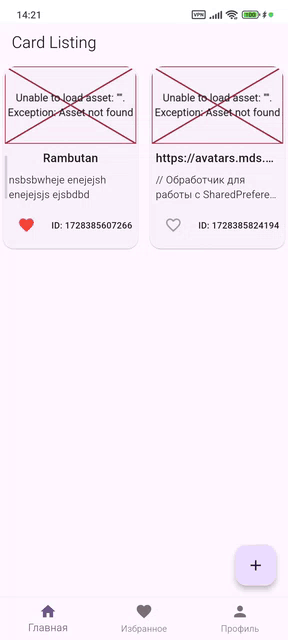 14:21
VPN
Card Listing
Unable to load asset: "".
Exception: Asset not found
Rambutan
nsbsbwheje enejejsh
enejejsjs ejsbdbd
ID: 1728385607266
Unable to load asset: "".
Exception: Asset not found
https://avatars.mds....
// Обработчик для
работы с SharedPrefere...
ID: 1728385824194
+
Главная
Избранное
Профиль